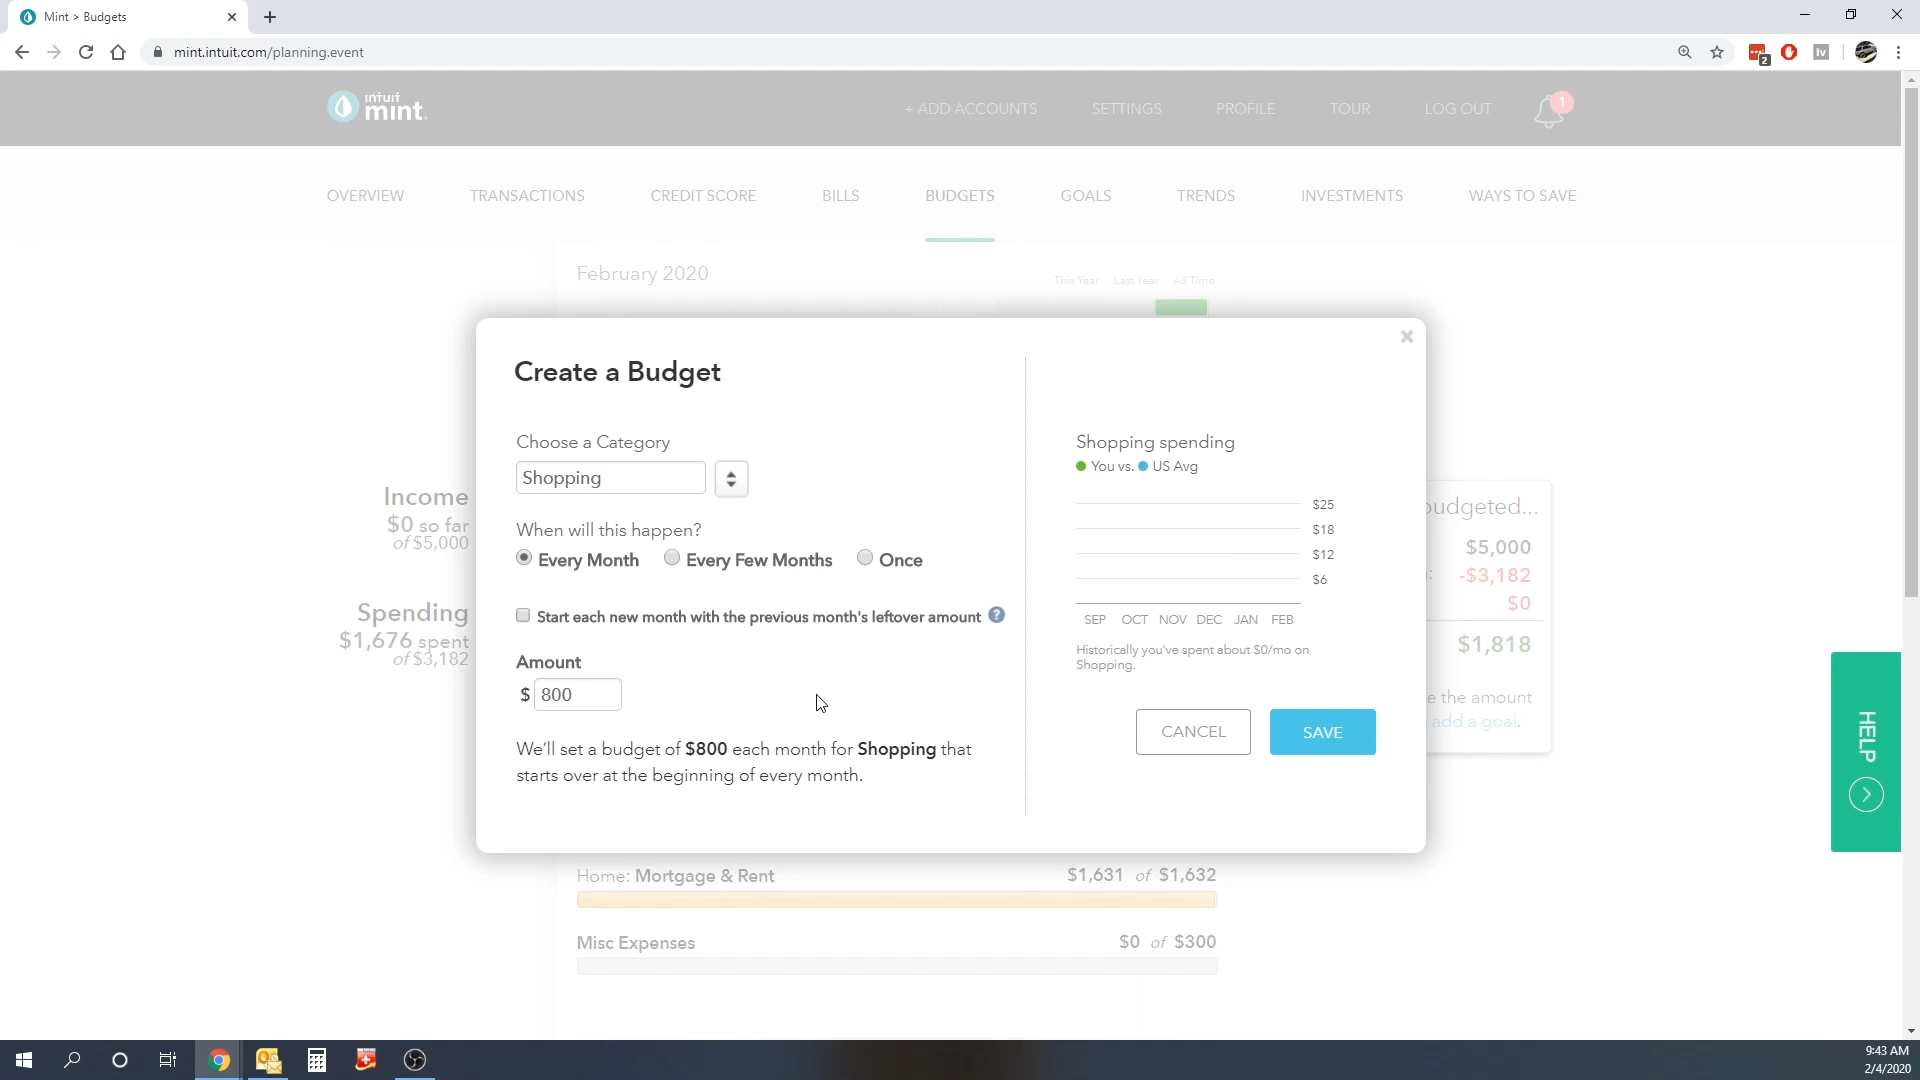 Mint > Budgets
mint.intuit.com/planning.event
2
lv
intuit
mint.
+ ADD ACCOUNTS
SETTINGS
PROFILE
TOUR
LOG OUT
1
OVERVIEW
TRANSACTIONS
CREDIT SCORE
BILLS
BUDGETS
GOALS
TRENDS
INVESTMENTS
WAYS TO SAVE
February 2020
This Year Last Year All Time
Income
$0 so far
of $5,000
Spending
$1,676 spent
of $3,182
Create a Budget
Choose a Category
Shopping
When will this happen?
Every Month
Every Few Months
Once
Start each new month with the previous month's leftover amount ?
Amount
$ 800
We'll set a budget of $800 each month for Shopping that
starts over at the beginning of every month.
Shopping spending
You vs. US Avg
$25
$18
$12
$6
SEP OCT NOV DEC JAN FEB
Historically you've spent about $0/mo on
Shopping.
CANCEL
SAVE
budgeted...
$5,000
: -$3,182
$0
$1,818
e the amount
add a goal.
HELP
Home: Mortgage & Rent
$1,631 of $1,632
Misc Expenses
$0 of $300
9:43 AM
2/4/2020